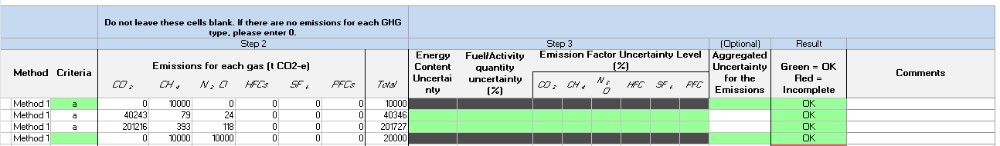 Do not leave these cells blank. If there are no emissions for each GHG
type, please enter 0.
Step 2 Step 3 (Optional) Result
Method Criteria Emissions for each gas (t CO2-e) Energy Content Uncertai nty Fuel/Activity quantity uncertainty (%) Emission Factor Uncertainty Level (%) Aggregated Uncertainty for the Emissions Green = OK Red = Incomplete Comments
CO₂ CH₄ N₂O HFCs SF₆ PFCs Total CO₂ CH₄ N₂O HFC SF₆ PFC
Method 1 a 0 10000 0 0 0 0 10000 OK
Method 1 a 40243 79 24 0 0 0 40346 OK
Method 1 a 201216 393 118 0 0 0 201727 OK
Method 1 0 10000 10000 0 0 0 20000 OK